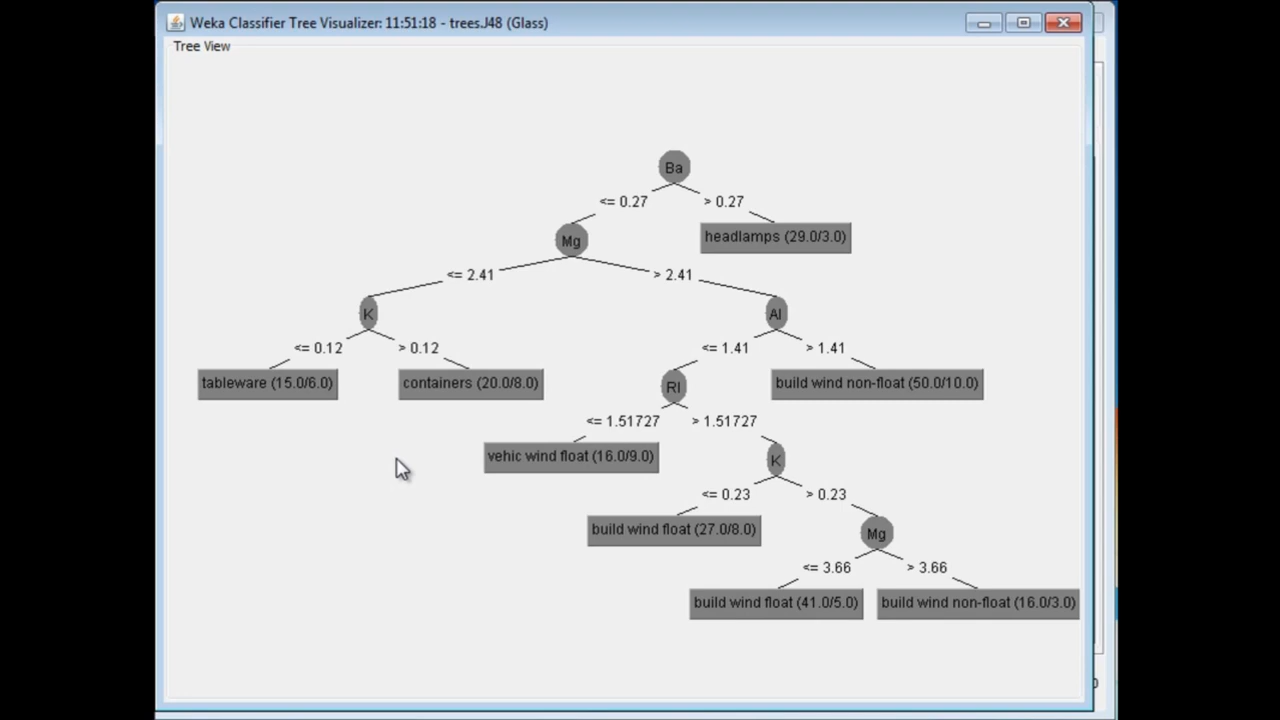 Weka Classifier Tree Visualizer: 11:51:18 - trees.J48 (Glass)
Tree View
Ba
<= 0.27 > 0.27
Mg headlamps (29.0/3.0)
<= 2.41 > 2.41
K Al
<= 0.12 > 0.12 <= 1.41 > 1.41
tableware (15.0/6.0) containers (20.0/8.0) RI build wind non-float (50.0/10.0)
<= 1.51727 > 1.51727
vehic wind float (16.0/9.0) K
<= 0.23 > 0.23
build wind float (27.0/8.0) Mg
<= 3.66 > 3.66
build wind float (41.0/5.0) build wind non-float (16.0/3.0)